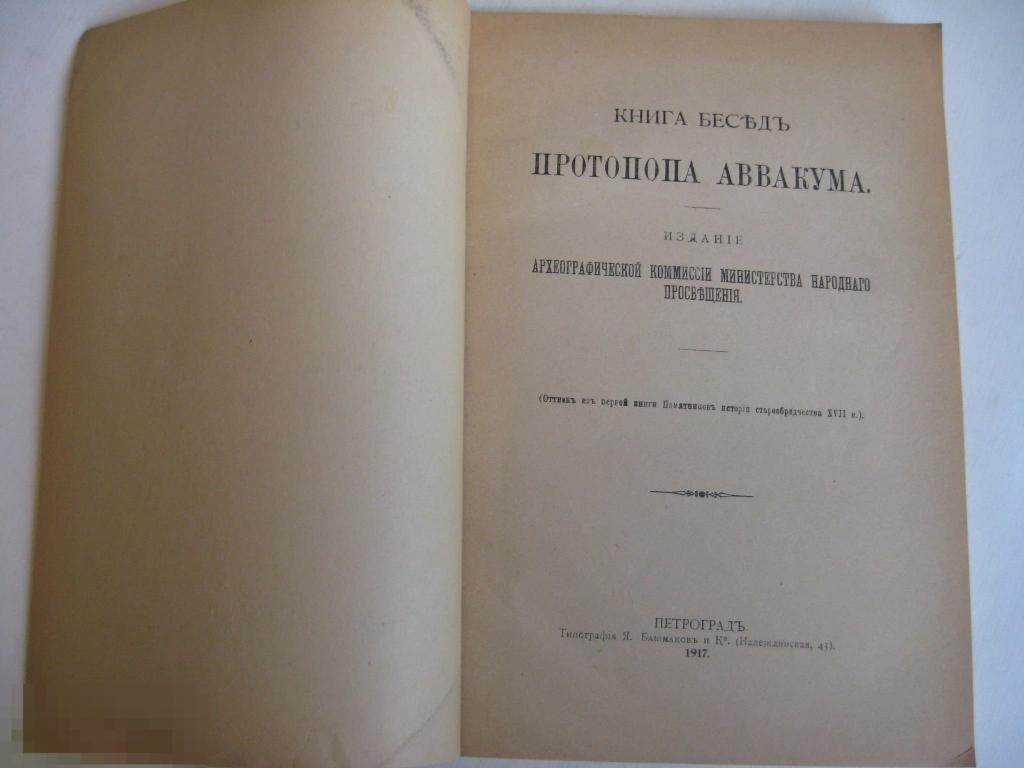 КНИГА БЕСѢДЪ
ПРОТОПОПА АВВАКУМА.
ИЗДАНІЕ
АРХЕОГРАФИЧЕСКОЙ КОММИССІИ МИНИСТЕРСТВА НАРОДНАГО
ПРОСВѢЩЕНІЯ.
(Оттискъ изъ первой книги Памятниковъ исторіи старообрядчества XVII в.).
ПЕТРОГРАДЪ.
Типографія Я. Башмаковъ и Ко. (Надеждинская, 43).
1917.